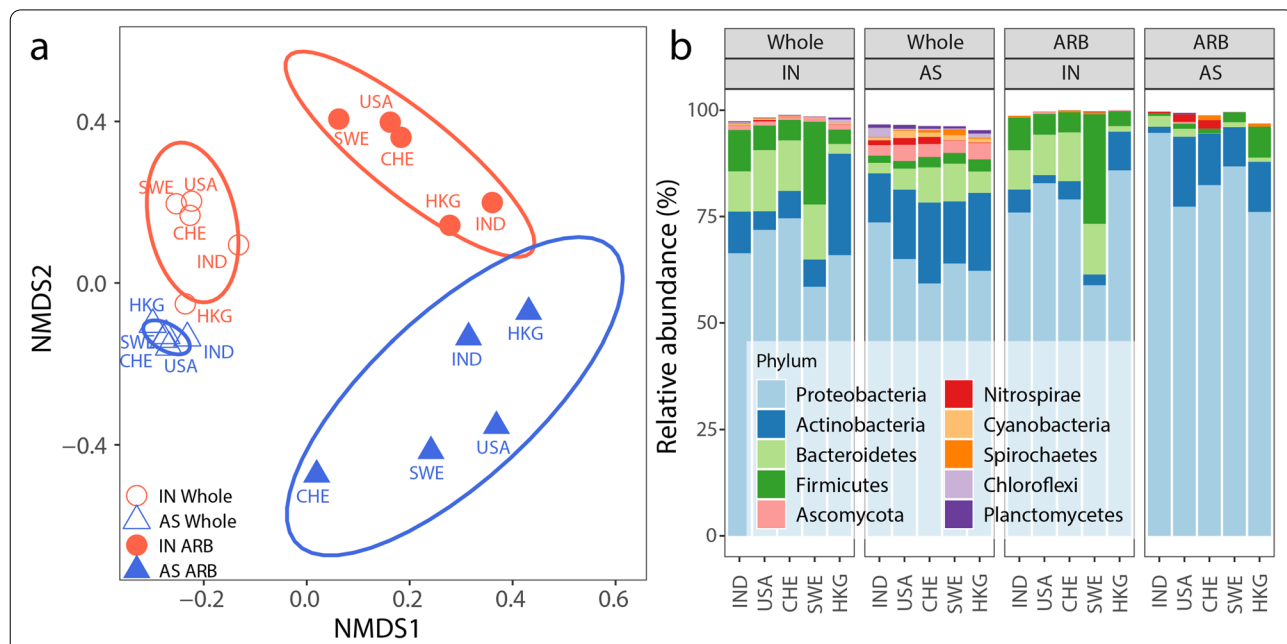 a
NMDS2
0.4
0.0
−0.4
−0.2
0.0
0.2
0.4
0.6
NMDS1
USA
SWE
CHE
HKG
IND
SWE
USA
CHE
IND
HKG
HKG
SWE
CHE
USA
IND
IND
HKG
USA
SWE
CHE
IN Whole
AS Whole
IN ARB
AS ARB
b
Whole
Whole
ARB
ARB
IN
AS
IN
AS
Relative abundance (%)
100
75
50
25
0
Phylum
Proteobacteria
Actinobacteria
Bacteroidetes
Firmicutes
Ascomycota
Nitrospirae
Cyanobacteria
Spirochaetes
Chloroflexi
Planctomycetes
IND
USA
CHE
SWE
HKG
IND
USA
CHE
SWE
HKG
IND
USA
CHE
SWE
HKG
IND
USA
CHE
SWE
HKG